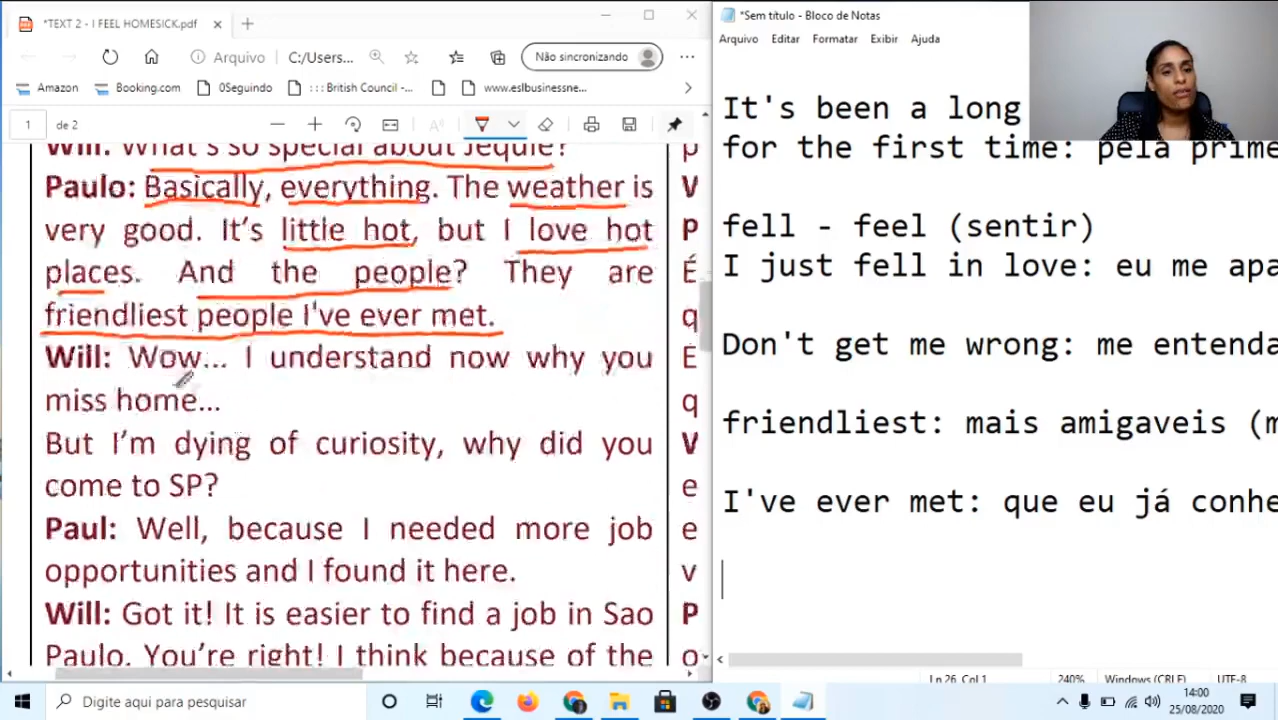 *TEXT 2 - I FEEL HOMESICK.pdf
Arquivo C:/Users... Não sincronizando
Amazon Booking.com 0Seguindo : : : British Council -... www.eslbusinessne...
1 de 2
Will: What's so special about Jequié?
Paulo: Basically, everything. The weather is
very good. It's little hot, but I love hot
places. And the people? They are
friendliest people I've ever met.
Will: Wow... I understand now why you
miss home...
But I'm dying of curiosity, why did you
come to SP?
Paul: Well, because I needed more job
opportunities and I found it here.
Will: Got it! It is easier to find a job in Sao
Paulo. You're right! I think because of the
p
V
P
É
q
E
q
V
e
e
v
P
o
*Sem título - Bloco de Notas
Arquivo Editar Formatar Exibir Ajuda
It's been a long
for the first time: pela prime
fell - feel (sentir)
I just fell in love: eu me apa
Don't get me wrong: me entenda
friendliest: mais amigaveis (m
I've ever met: que eu já conhe
Ln 26, Col 1 240% Windows (CRLF) UTF-8
Digite aqui para pesquisar
14:00
25/08/2020